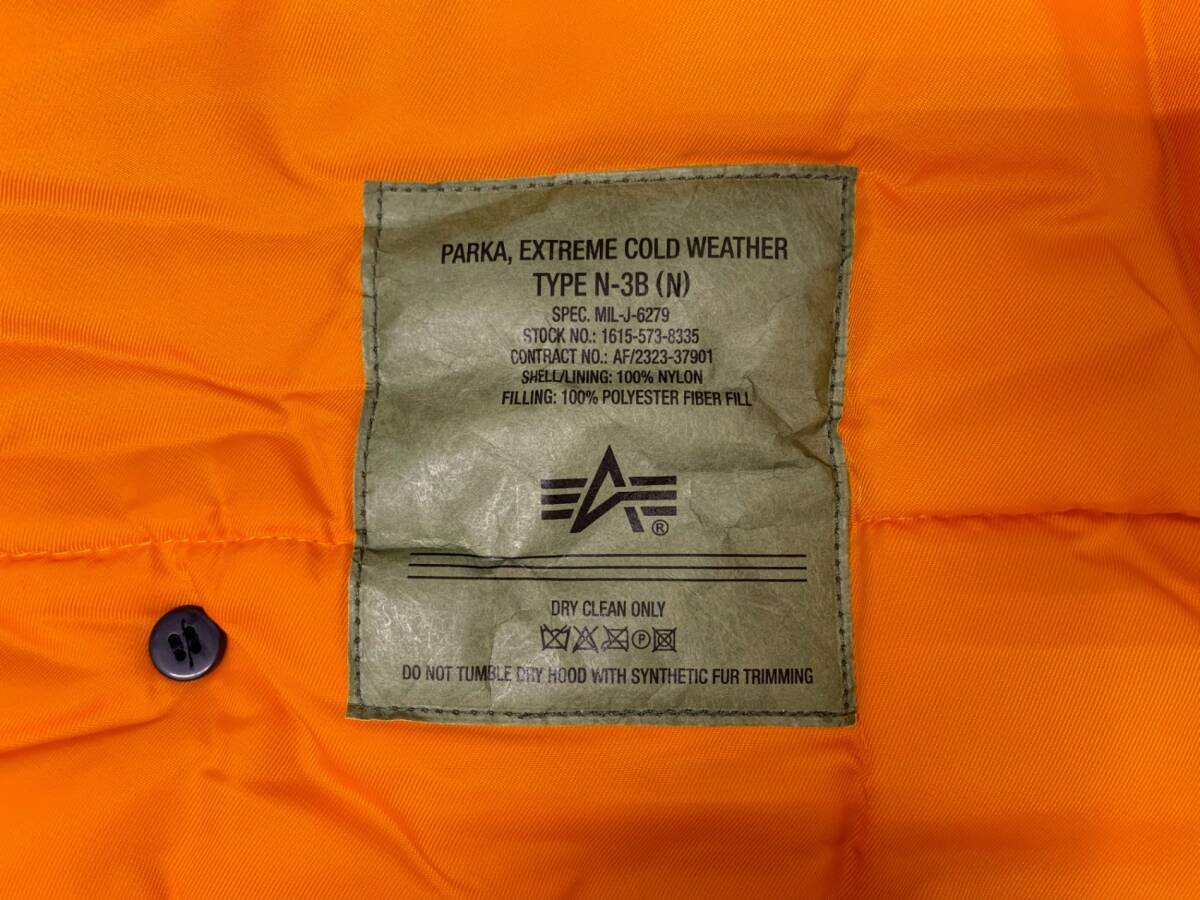 PARKA, EXTREME COLD WEATHER
TYPE N-3B (N)
SPEC. MIL-J-6279
STOCK NO.: 1615-573-8335
CONTRACT NO.: AF/2323-37901
SHELL/LINING: 100% NYLON
FILLING: 100% POLYESTER FIBER FILL
®
DRY CLEAN ONLY
P
DO NOT TUMBLE DRY HOOD WITH SYNTHETIC FUR TRIMMING